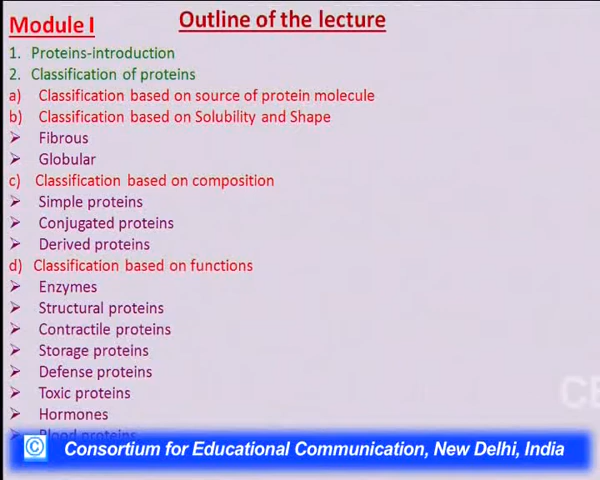 Outline of the lecture
Module I
1. Proteins-introduction
2. Classification of proteins
a) Classification based on source of protein molecule
b) Classification based on Solubility and Shape
➢ Fibrous
➢ Globular
c) Classification based on composition
➢ Simple proteins
➢ Conjugated proteins
➢ Derived proteins
d) Classification based on functions
➢ Enzymes
➢ Structural proteins
➢ Contractile proteins
➢ Storage proteins
➢ Defense proteins
➢ Toxic proteins
➢ Hormones
➢ Blood proteins
© Consortium for Educational Communication, New Delhi, India